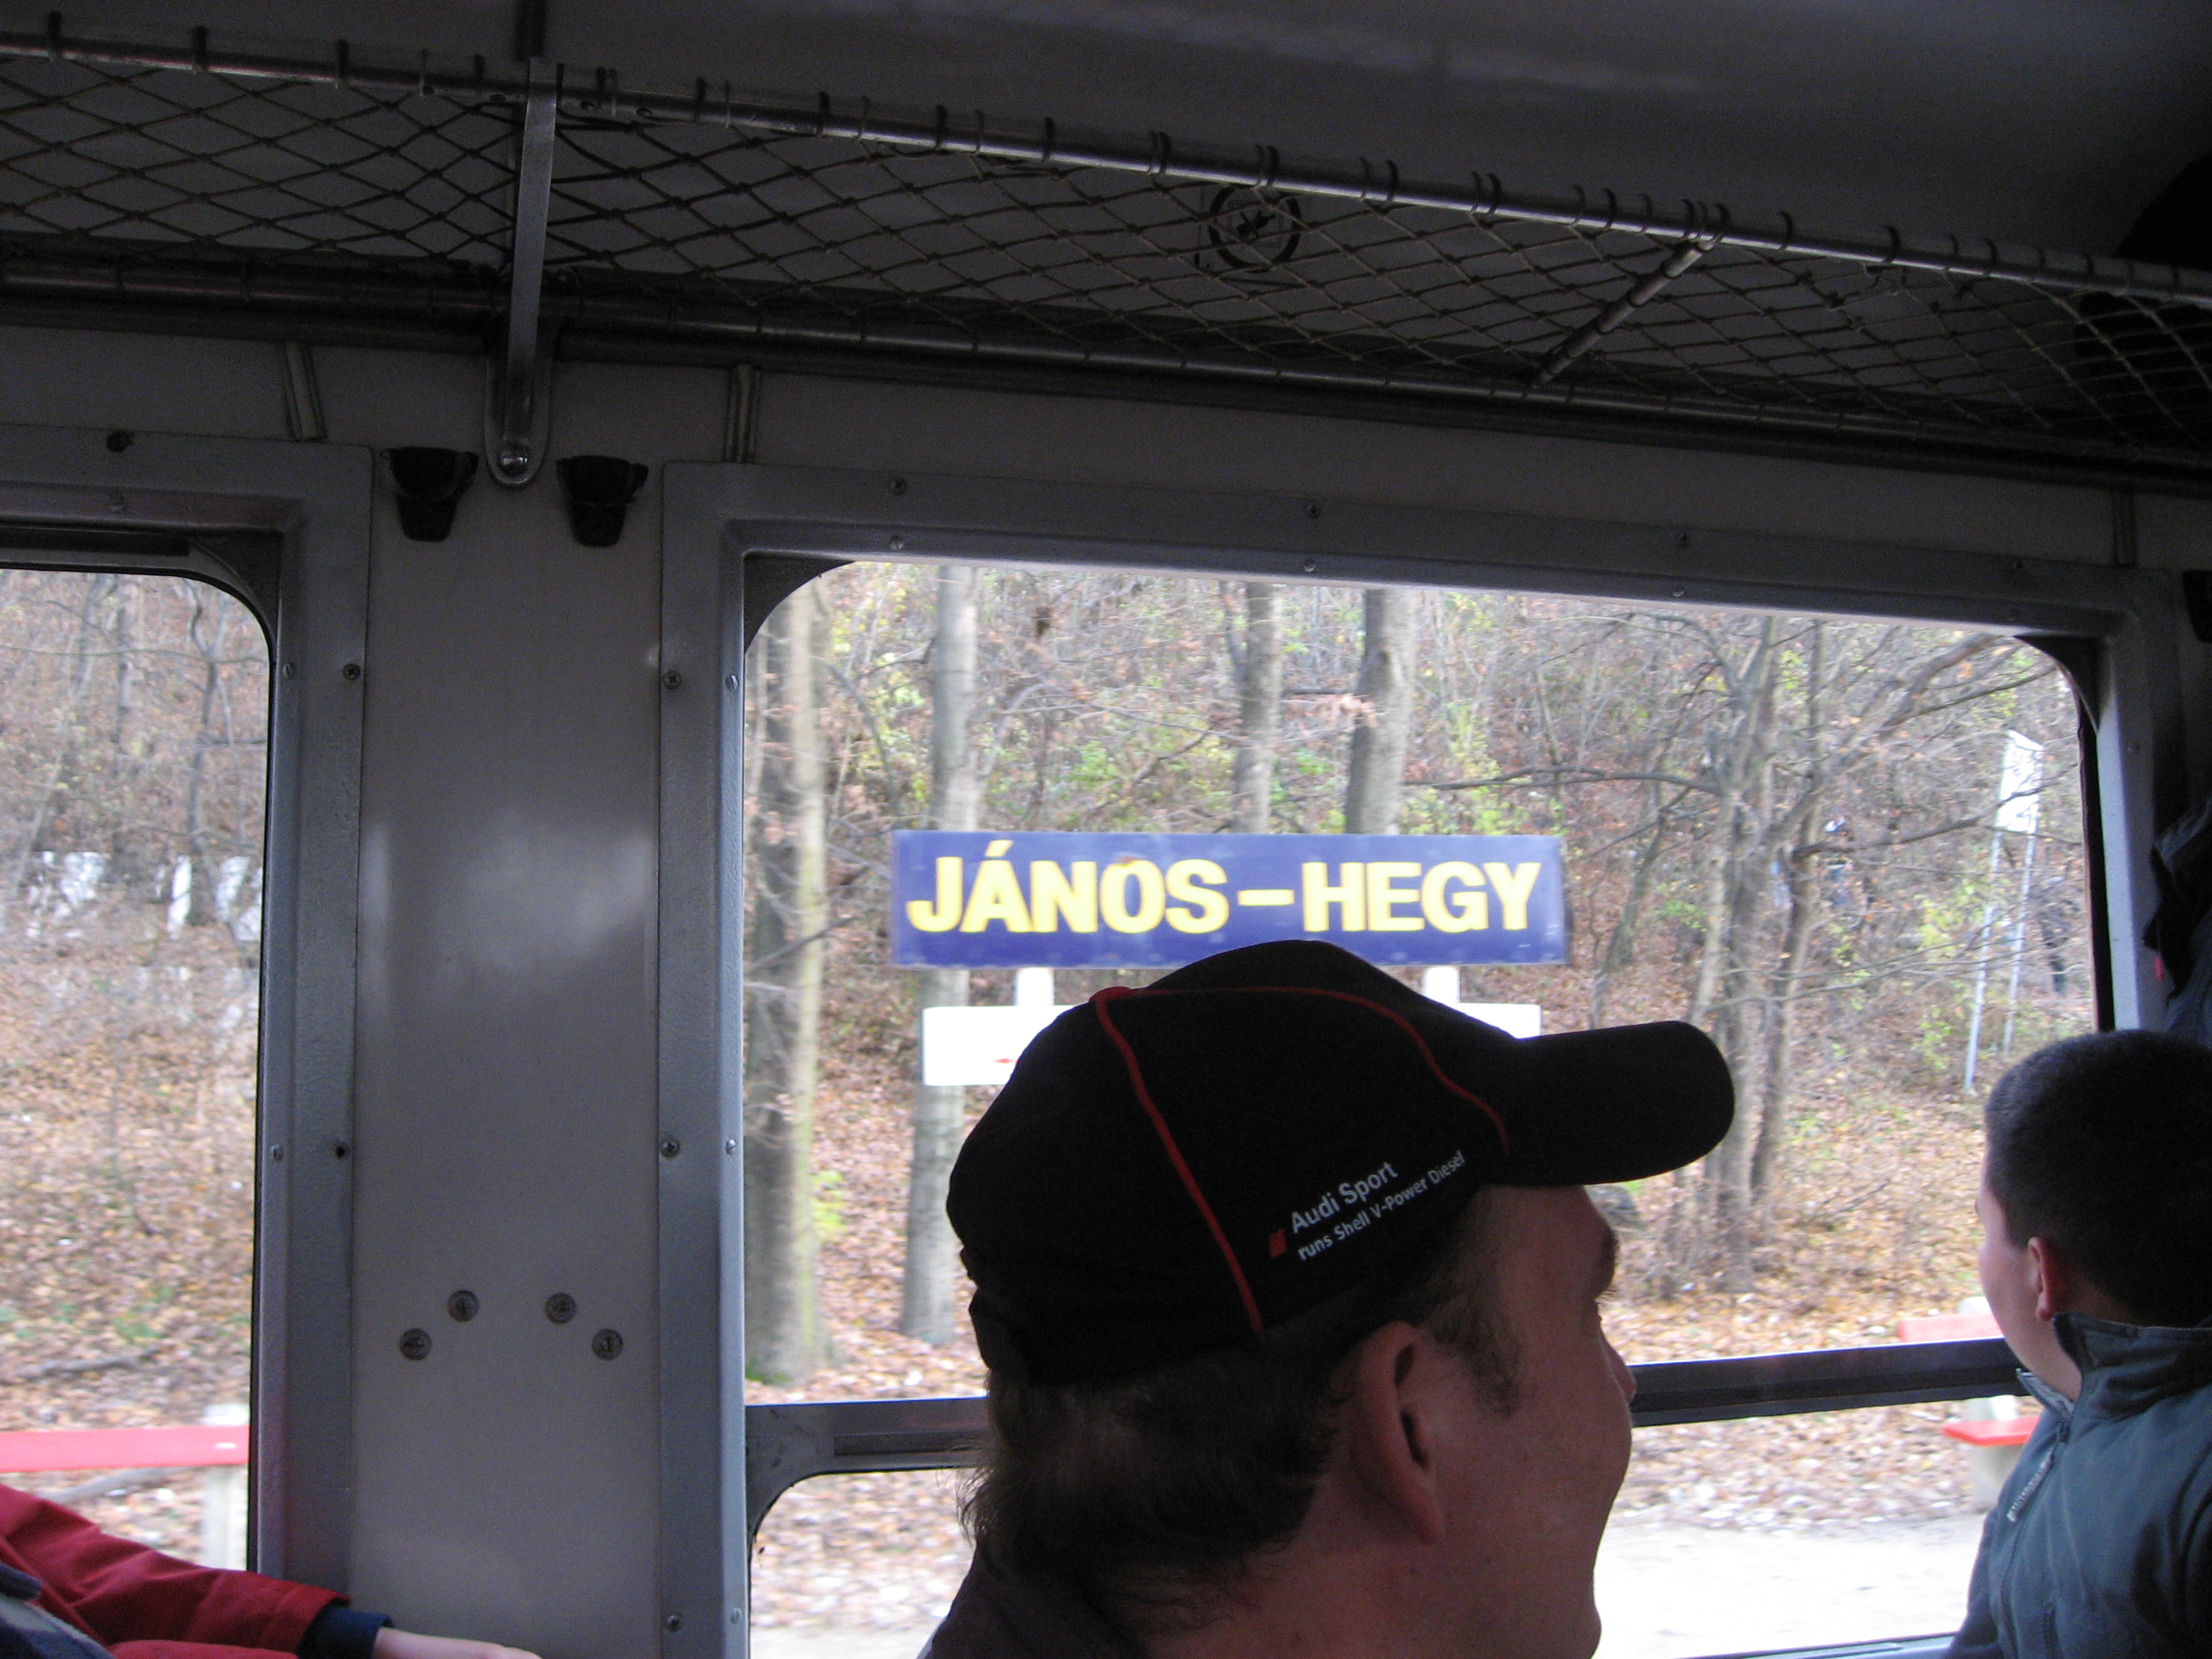 JÁNOS-HEGY
Audi Sport
runs Shell V-Power Diesel